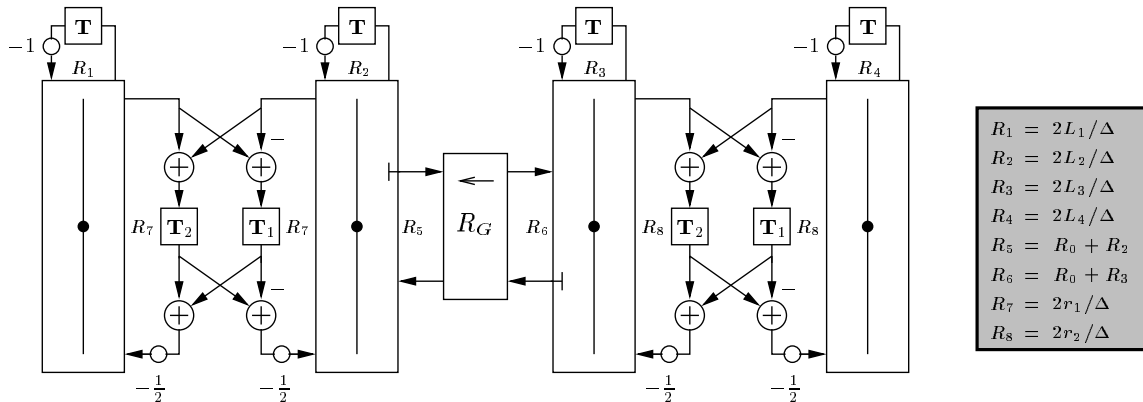 T T T T
−1 −1 −1 −1
R₁ R₂ R₃ R₄
− −
+ + + +
R₇ T₂ T₁ R₇ R₅ ← R_G R₆ R₈ T₂ T₁ R₈
− −
+ + + +
−½ −½ −½ −½
R₁ = 2L₁/Δ
R₂ = 2L₂/Δ
R₃ = 2L₃/Δ
R₄ = 2L₄/Δ
R₅ = R₀ + R₂
R₆ = R₀ + R₃
R₇ = 2r₁/Δ
R₈ = 2r₂/Δ